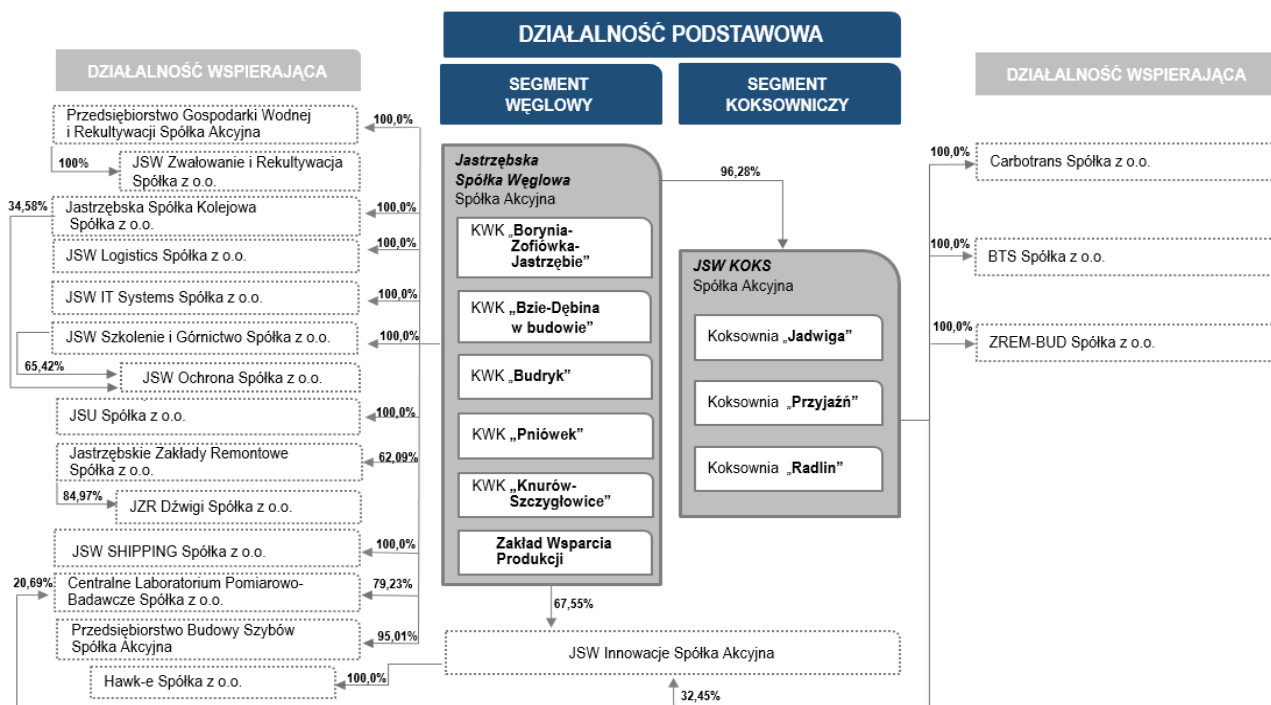 DZIAŁALNOŚĆ PODSTAWOWA
DZIAŁALNOŚĆ WSPIERAJĄCA
SEGMENT
WĘGLOWY
SEGMENT
KOKSOWNICZY
DZIAŁALNOŚĆ WSPIERAJĄCA
Przedsiębiorstwo Gospodarki Wodnej
i Rekultywacji Spółka Akcyjna
100,0%
100%
JSW Zwałowanie i Rekultywacja
Spółka z o.o.
34,58%
Jastrzębska Spółka Kolejowa
Spółka z o.o.
100,0%
JSW Logistics Spółka z o.o.
100,0%
JSW IT Systems Spółka z o.o.
100,0%
JSW Szkolenie i Górnictwo Spółka z o.o.
100,0%
65,42%
JSW Ochrona Spółka z o.o.
JSU Spółka z o.o.
100,0%
Jastrzębskie Zakłady Remontowe
Spółka z o.o.
62,09%
84,97%
JZR Dźwigi Spółka z o.o.
JSW SHIPPING Spółka z o.o.
100,0%
20,69%
Centralne Laboratorium Pomiarowo-
Badawcze Spółka z o.o.
79,23%
Przedsiębiorstwo Budowy Szybów
Spółka Akcyjna
95,01%
Hawk-e Spółka z o.o.
100,0%
Jastrzębska
Spółka Węglowa
Spółka Akcyjna
KWK „Borynia-
Zofiówka-
Jastrzębie”
KWK „Bzie-Dębina
w budowie”
KWK „Budryk”
KWK „Pniówek”
KWK „Knurów-
Szczygłowice”
Zakład Wsparcia
Produkcji
67,55%
JSW Innowacje Spółka Akcyjna
32,45%
96,28%
JSW KOKS
Spółka Akcyjna
Koksownia „Jadwiga”
Koksownia „Przyjaźń”
Koksownia „Radlin”
100,0%
Carbotrans Spółka z o.o.
100,0%
BTS Spółka z o.o.
100,0%
ZREM-BUD Spółka z o.o.